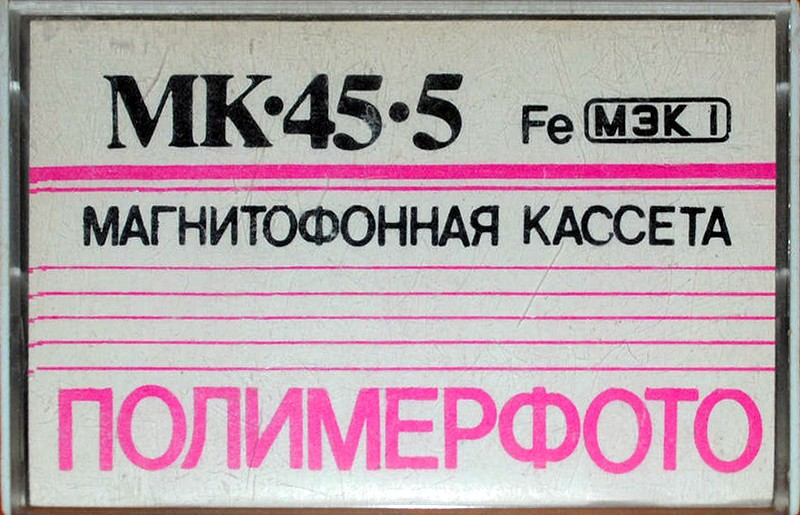 МК·45·5 Fe МЭК I
МАГНИТОФОННАЯ КАССЕТА
ПОЛИМЕРФОТО